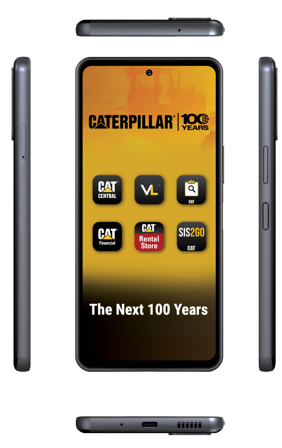 CATERPILLAR® 100 YEARS
CAT CENTRAL
VL
CAT
CAT Financial
CAT Rental Store
SIS2GO CAT
The Next 100 Years